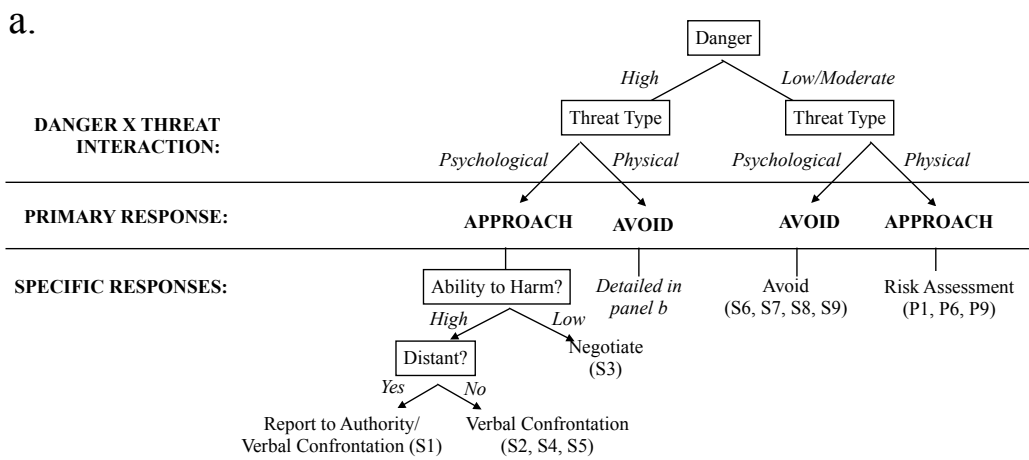 a.
Danger
High
Low/Moderate
DANGER X THREAT
INTERACTION:
Threat Type
Threat Type
Psychological
Physical
Psychological
Physical
PRIMARY RESPONSE:
APPROACH
AVOID
AVOID
APPROACH
SPECIFIC RESPONSES:
Ability to Harm?
Detailed in
panel b
Avoid
(S6, S7, S8, S9)
Risk Assessment
(P1, P6, P9)
High
Low
Distant?
Negotiate
(S3)
Yes
No
Report to Authority/
Verbal Confrontation (S1)
Verbal Confrontation
(S2, S4, S5)